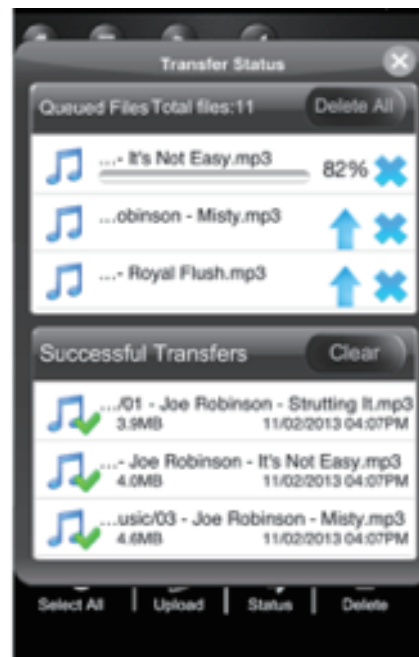 Transfer Status
Queued Files Total files:11 Delete All
...- It's Not Easy.mp3
82%
...obinson - Misty.mp3
...- Royal Flush.mp3
Successful Transfers Clear
.../01 - Joe Robinson - Strutting It.mp3
3.9MB 11/02/2013 04:07PM
...- Joe Robinson - It's Not Easy.mp3
4.0MB 11/02/2013 04:07PM
...usic/03 - Joe Robinson - Misty.mp3
4.6MB 11/02/2013 04:07PM
Select All | Upload | Status | Delete